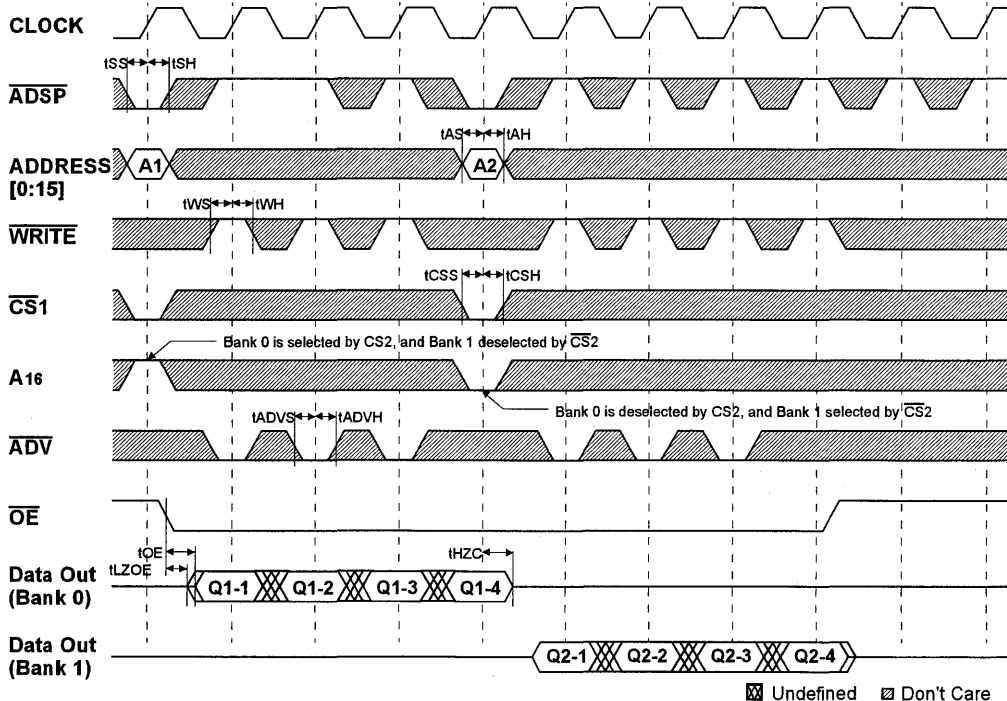 CLOCK
tSS tSH
ADSP
tAS tAH
ADDRESS
[0:15]
A1 A2
tWS tWH
WRITE
tCSS tCSH
CS1
Bank 0 is selected by CS2, and Bank 1 deselected by CS2
A16
Bank 0 is deselected by CS2, and Bank 1 selected by CS2
tADVS tADVH
ADV
OE
tOE tHZC
tLZOE
Data Out
(Bank 0)
Q1-1 Q1-2 Q1-3 Q1-4
Data Out
(Bank 1)
Q2-1 Q2-2 Q2-3 Q2-4
Undefined Don't Care